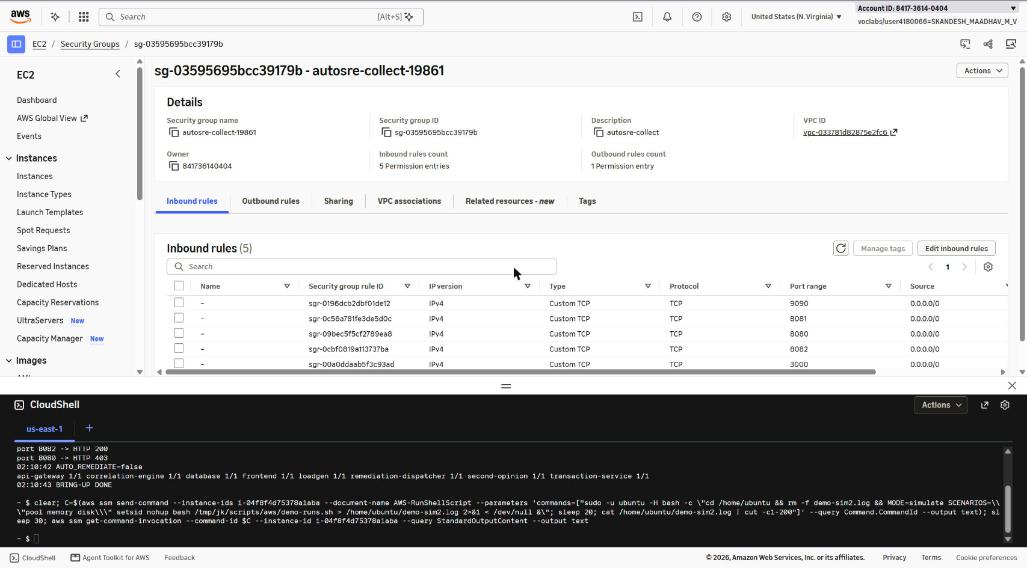 aws
Search
[Alt+S]
United States (N. Virginia)
Account ID: 8417-3614-0404
voclabs/user4180066=SKANDESH_MAADHAV_M_V
EC2 / Security Groups / sg-03595695bcc39179b
EC2
Dashboard
AWS Global View
Events
Instances
Instances
Instance Types
Launch Templates
Spot Requests
Savings Plans
Reserved Instances
Dedicated Hosts
Capacity Reservations
UltraServers New
Capacity Manager New
Images
sg-03595695bcc39179b - autosre-collect-19861
Actions
Details
Security group name
autosre-collect-19861
Security group ID
sg-03595695bcc39179b
Description
autosre-collect
VPC ID
vpc-033781d82875e2fc6
Owner
841736140404
Inbound rules count
5 Permission entries
Outbound rules count
1 Permission entry
Inbound rules Outbound rules Sharing VPC associations Related resources - new Tags
Inbound rules (5)
Manage tags
Edit inbound rules
Search
1
Name Security group rule ID IP version Type Protocol Port range Source
- sgr-0196dcb2dbf01de12 IPv4 Custom TCP TCP 9090 0.0.0.0/0
- sgr-0c56a781fe3de5d0c IPv4 Custom TCP TCP 8081 0.0.0.0/0
- sgr-09bec5f5cf2789ea8 IPv4 Custom TCP TCP 8080 0.0.0.0/0
- sgr-0cbf0819a113737ba IPv4 Custom TCP TCP 8082 0.0.0.0/0
- sgr-00a0ddaab5f3c93ad IPv4 Custom TCP TCP 3000 0.0.0.0/0
CloudShell
Actions
us-east-1
port 8082 -> HTTP 200
port 8080 -> HTTP 403
02:10:42 AUTO_REMEDIATE=false
api-gateway 1/1 correlation-engine 1/1 database 1/1 frontend 1/1 loadgen 1/1 remediation-dispatcher 1/1 second-opinion 1/1 transaction-service 1/1
02:10:43 BRING-UP DONE
~ $ clear; C=$(aws ssm send-command --instance-ids i-04f8f4d75378a1aba --document-name AWS-RunShellScript --parameters 'commands=["sudo -u ubuntu -H bash -c \"cd /home/ubuntu && rm -f demo-sim2.log && MODE=simulate SCENARIOS=\\
\"pool memory disk\\\" setsid nohup bash /tmp/jk/scripts/aws/demo-runs.sh > /home/ubuntu/demo-sim2.log 2>&1 < /dev/null &\"; sleep 20; cat /home/ubuntu/demo-sim2.log | cut -c1-200"]' --query Command.CommandId --output text); sl
eep 30; aws ssm get-command-invocation --command-id $C --instance-id i-04f8f4d75378a1aba --query StandardOutputContent --output text
~ $
CloudShell
Agent Toolkit for AWS
Feedback
© 2026, Amazon Web Services, Inc. or its affiliates.
Privacy
Terms
Cookie preferences